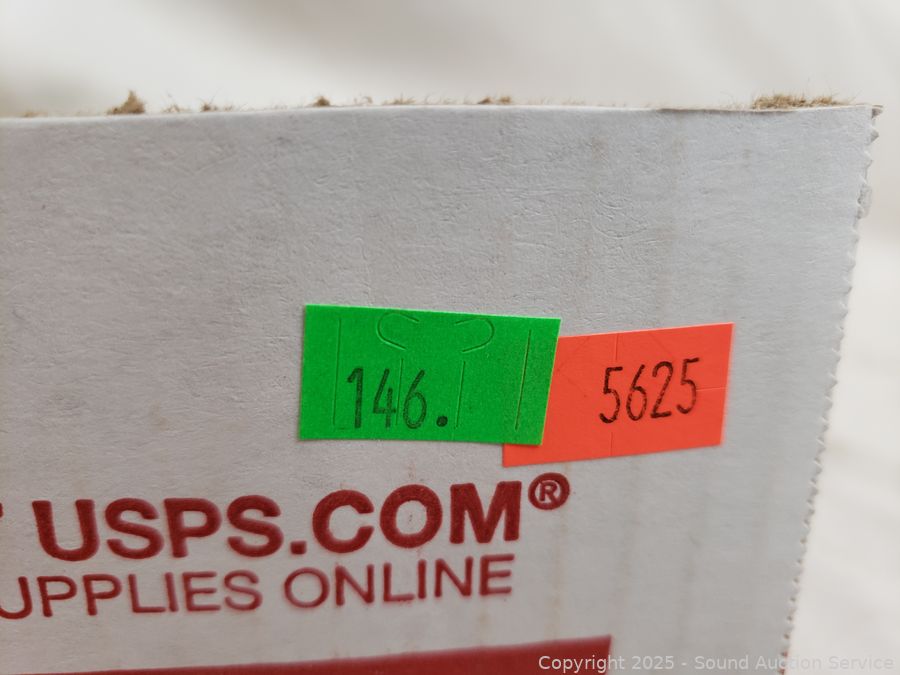 146.
5625
USPS.COM®
UPPLIES ONLINE
Copyright 2025 - Sound Auction Service